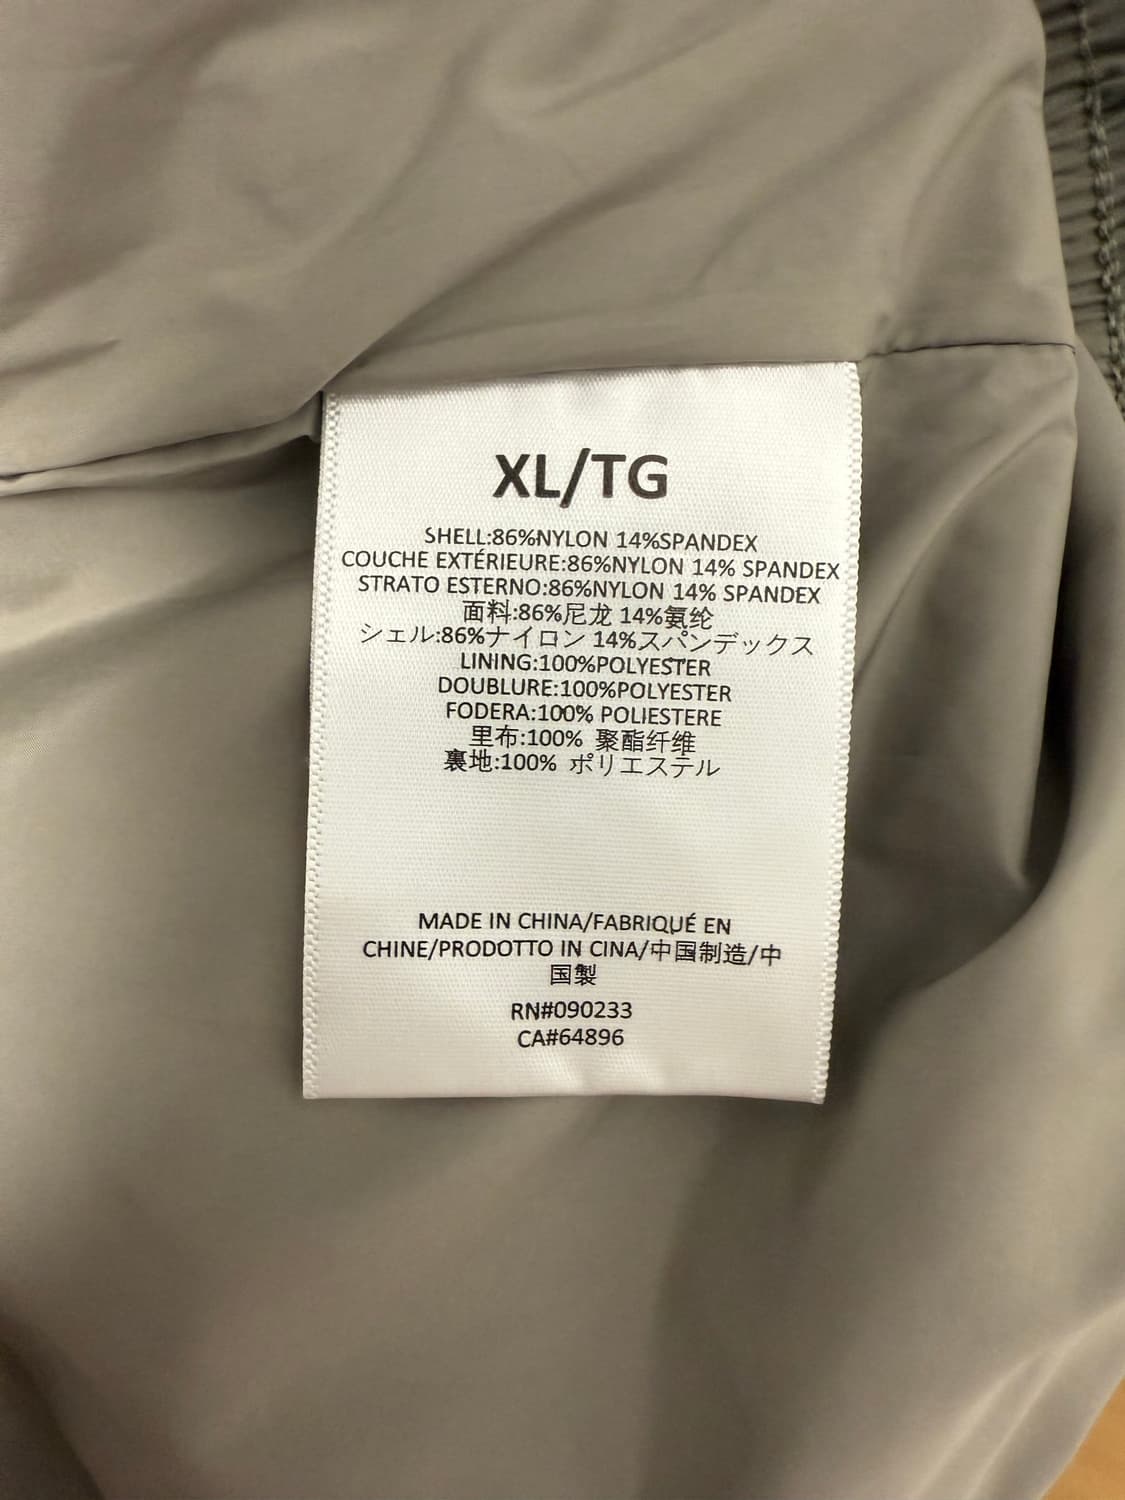 XL/TG
SHELL:86%NYLON 14%SPANDEX
COUCHE EXTÉRIEURE:86%NYLON 14% SPANDEX
STRATO ESTERNO:86%NYLON 14% SPANDEX
面料:86%尼龙 14%氨纶
シェル:86%ナイロン 14%スパンデックス
LINING:100%POLYESTER
DOUBLURE:100%POLYESTER
FODERA:100% POLIESTERE
里布:100% 聚酯纤维
裏地:100% ポリエステル
MADE IN CHINA/FABRIQUÉ EN
CHINE/PRODOTTO IN CINA/中国制造/中
国製
RN#090233
CA#64896